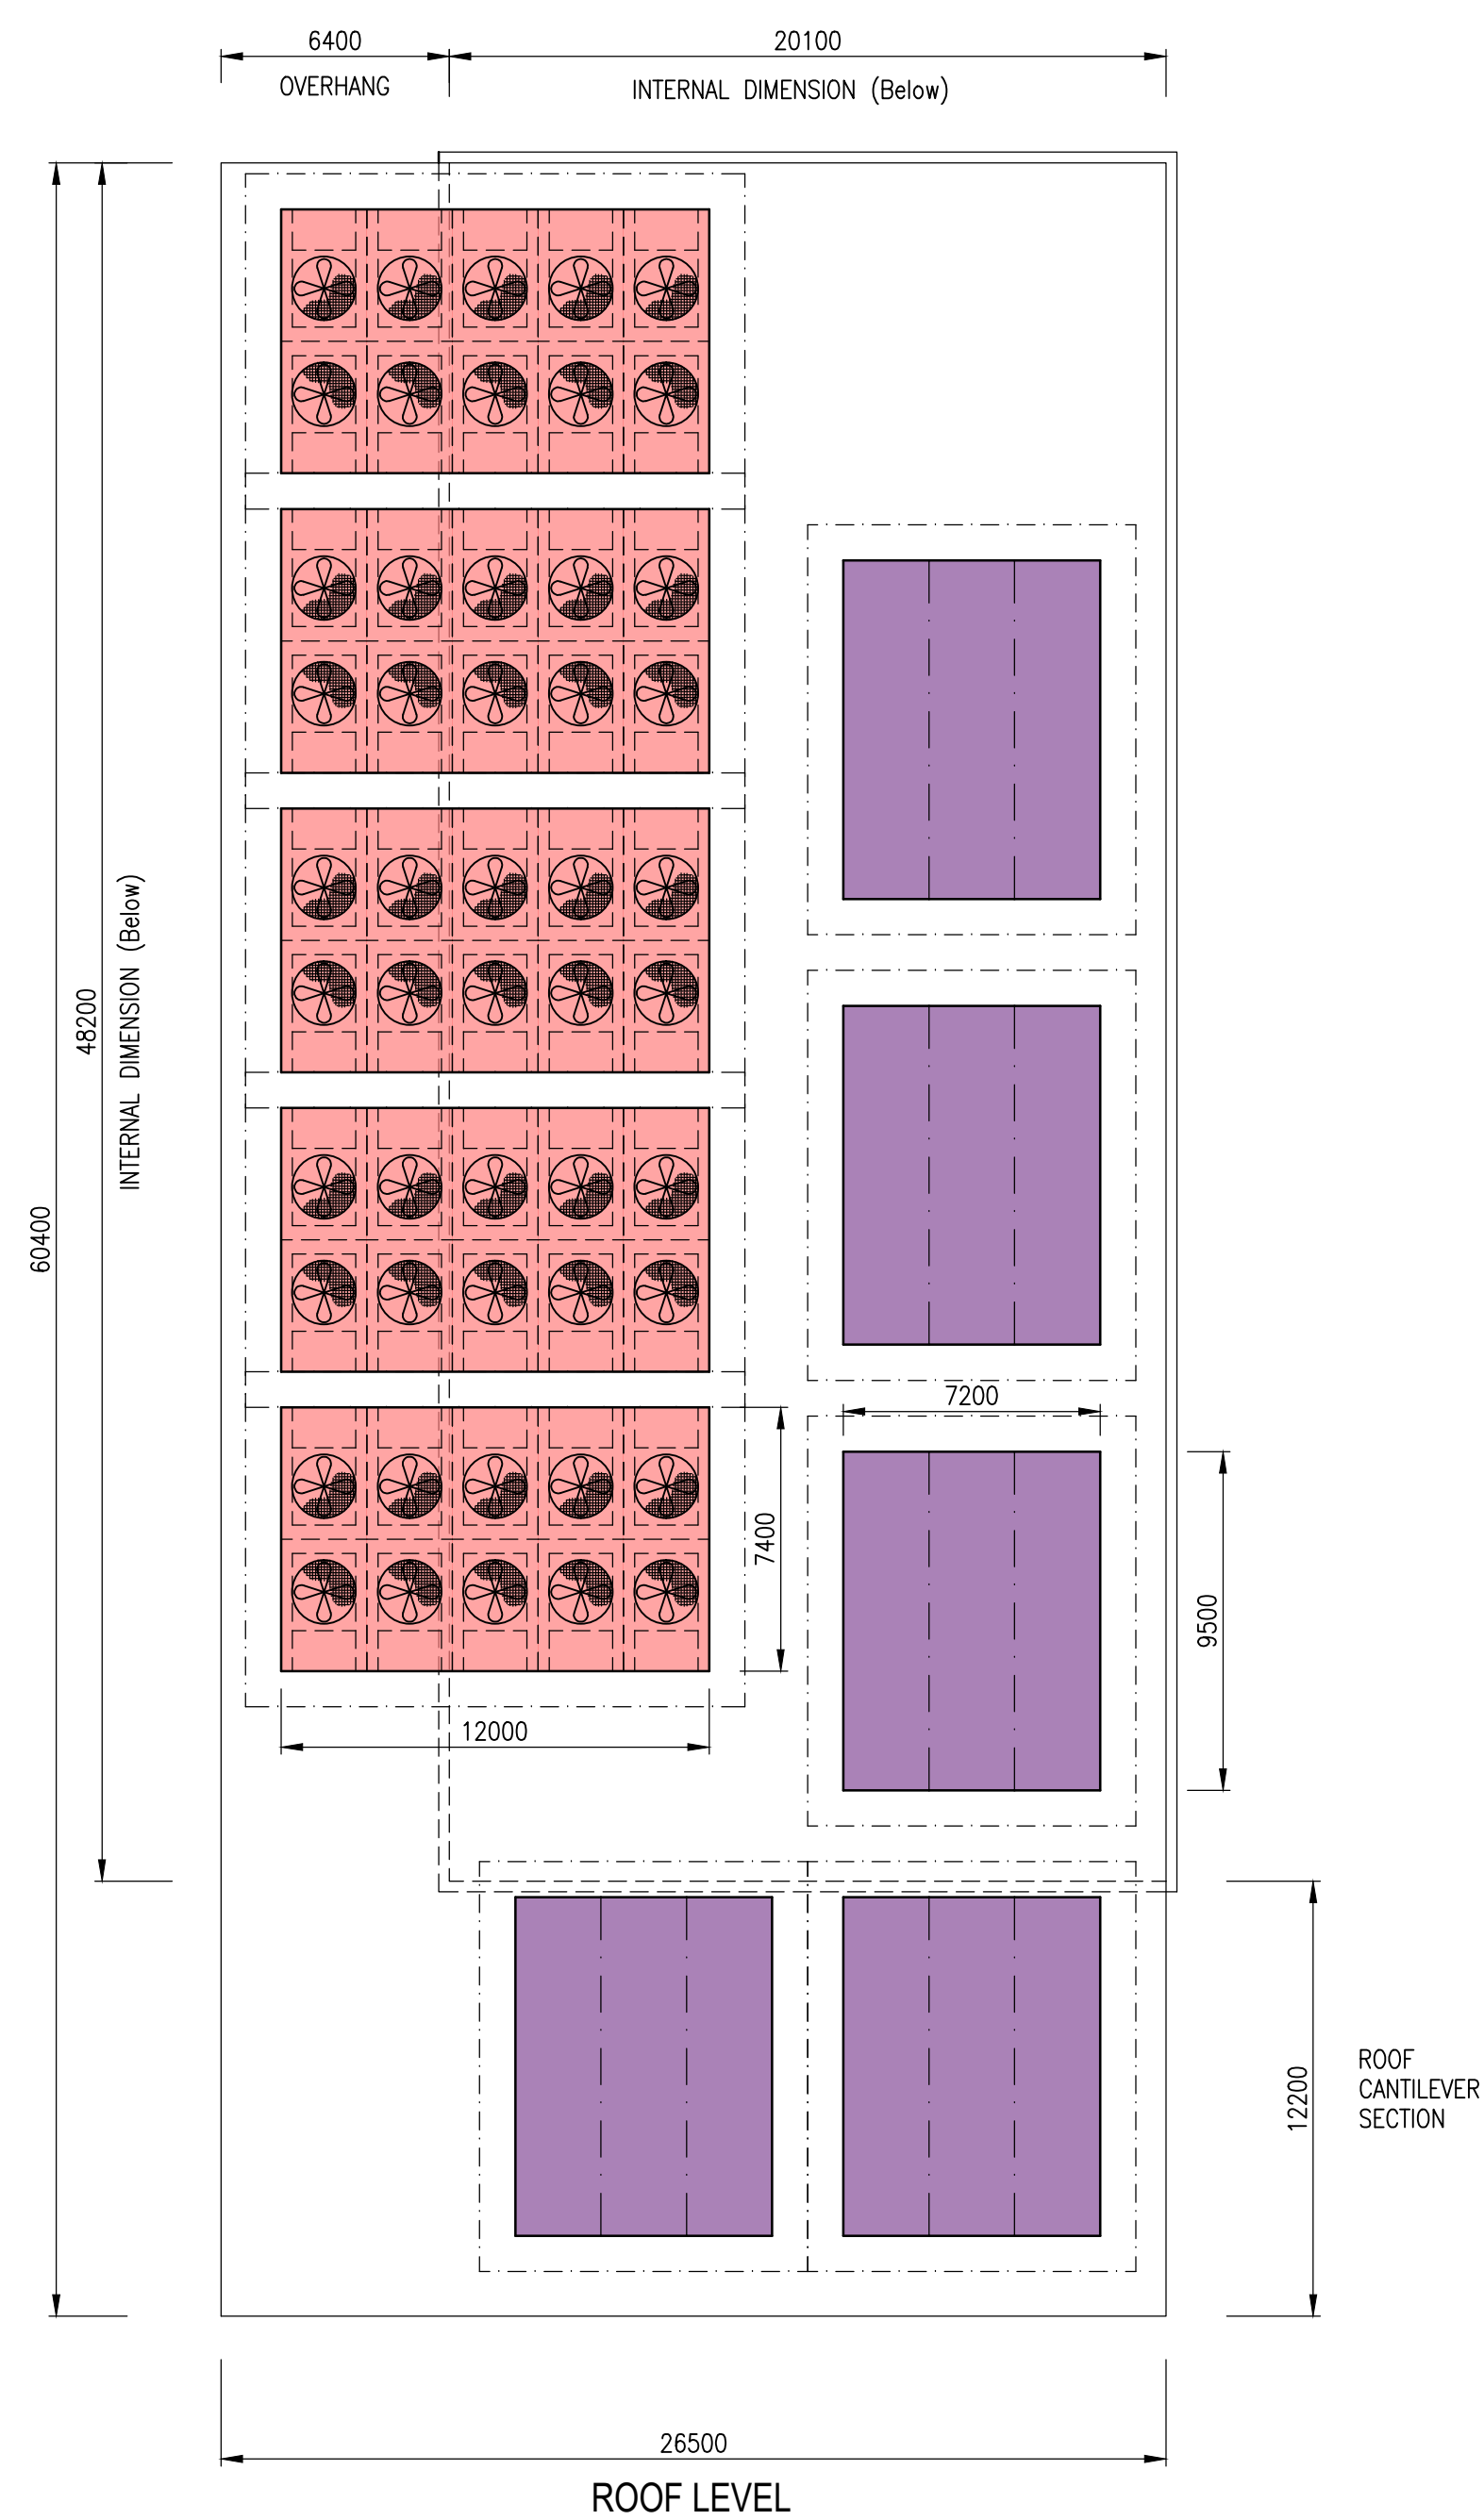 6400
20100
OVERHANG
INTERNAL DIMENSION (Below)
60400
48200
INTERNAL DIMENSION (Below)
7200
7400
9500
12000
12200
ROOF
CANTILEVER
SECTION
26500
ROOF LEVEL